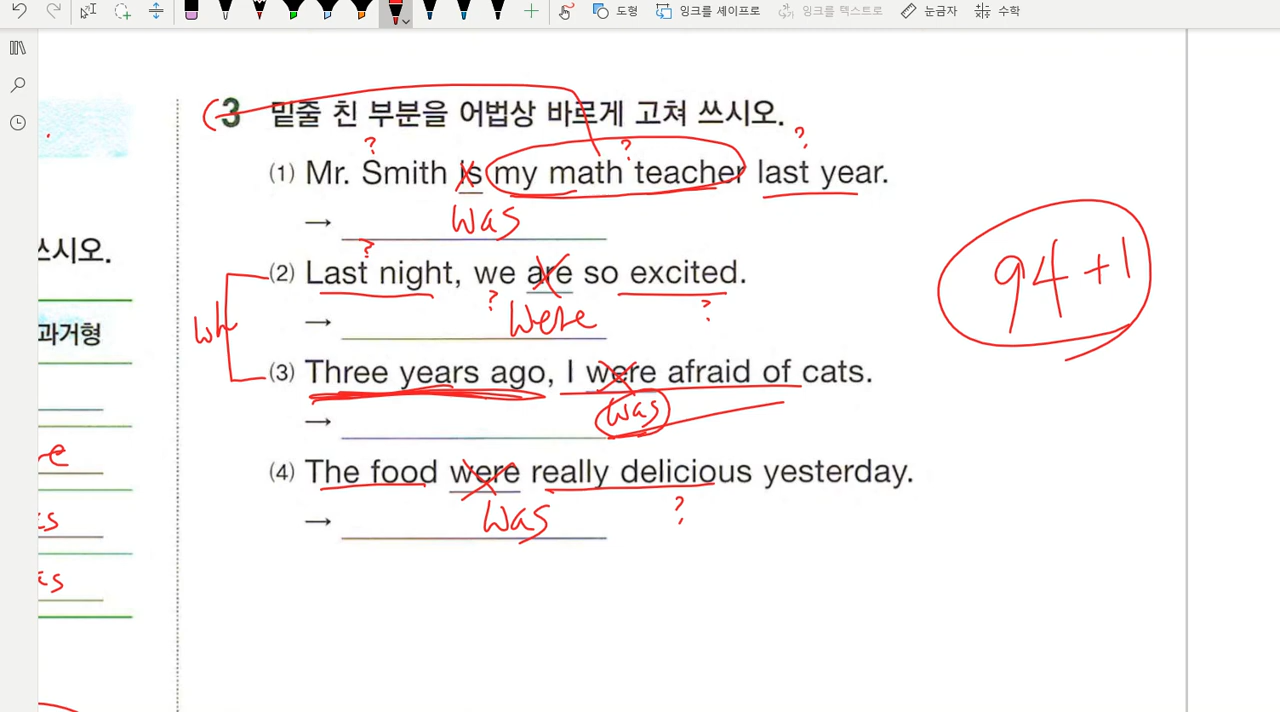 도형 잉크를 셰이프로 잉크를 텍스트로 눈금자 수학
쓰시오.
과거형
e
as
as
3 밑줄 친 부분을 어법상 바르게 고쳐 쓰시오.
? ? ?
(1) Mr. Smith is my math teacher last year.
→ was
?
(2) Last night, we are so excited.
? ?
→ were
wh
(3) Three years ago, I were afraid of cats.
→ was
(4) The food were really delicious yesterday.
→ was ?
94+1